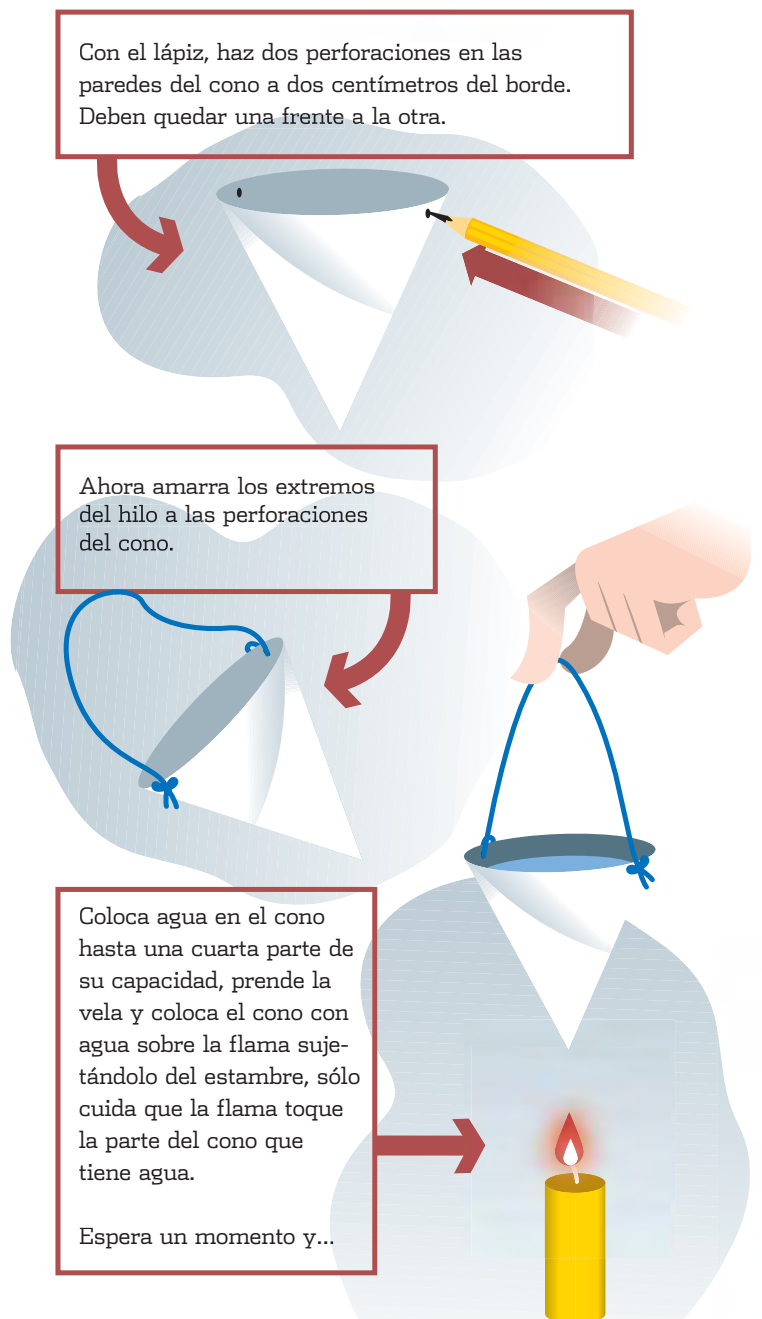 Con el lápiz, haz dos perforaciones en las
paredes del cono a dos centímetros del borde.
Deben quedar una frente a la otra.
Ahora amarra los extremos
del hilo a las perforaciones
del cono.
Coloca agua en el cono
hasta una cuarta parte de
su capacidad, prende la
vela y coloca el cono con
agua sobre la flama suje-
tándolo del estambre, sólo
cuida que la flama toque
la parte del cono que
tiene agua.
Espera un momento y...